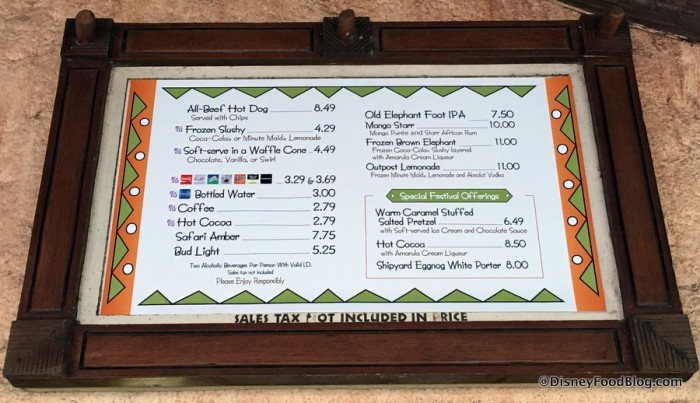 All-Beef Hot Dog 8.49
Served with Chips
Frozen Slushy 4.29
Coca-Cola® or Minute Maid® Lemonade
Soft-serve in a Waffle Cone 4.49
Chocolate, Vanilla, or Swirl
3.29 & 3.69
Bottled Water 3.00
Coffee 2.79
Hot Cocoa 2.79
Safari Amber 7.75
Bud Light 5.25
Two Alcoholic Beverages Per Person With Valid I.D.
Sales tax not included
Please Enjoy Responsibly
Old Elephant Foot IPA 7.50
Mango Starr 10.00
Mango Purée and Starr African Rum
Frozen Brown Elephant 11.00
Frozen Coca-Cola® Slushy layered
with Amarula Cream Liqueur
Outpost Lemonade 11.00
Frozen Minute Maid® Lemonade and Absolut Vodka
Special Festival Offerings
Warm Caramel Stuffed
Salted Pretzel 6.49
with Soft-served Ice Cream and Chocolate Sauce
Hot Cocoa 8.50
with Amarula Cream Liqueur
Shipyard Eggnog White Porter 8.00
SALES TAX NOT INCLUDED IN PRICE
©DisneyFoodBlog.com